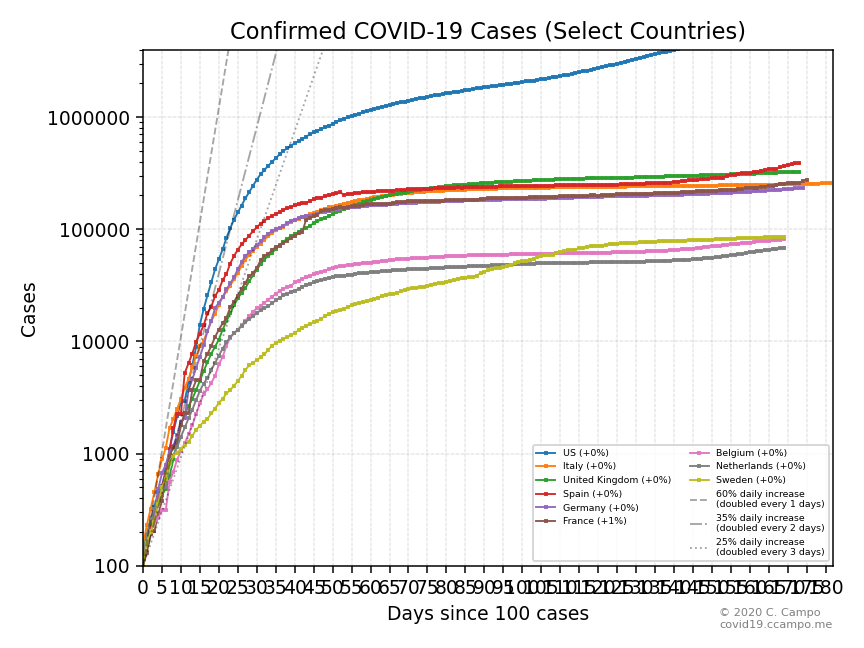 Confirmed COVID-19 Cases (Select Countries)
Cases
1000000
100000
10000
1000
100
US (+0%)
Italy (+0%)
United Kingdom (+0%)
Spain (+0%)
Germany (+0%)
France (+1%)
Belgium (+0%)
Netherlands (+0%)
Sweden (+0%)
60% daily increase
(doubled every 1 days)
35% daily increase
(doubled every 2 days)
25% daily increase
(doubled every 3 days)
0 5 10 15 20 25 30 35 40 45 50 55 60 65 70 75 80 85 90 95 100 105 110 115 120 125 130 135 140 145 150 155 160 165 170 175 180
Days since 100 cases
© 2020 C. Campo
covid19.ccampo.me